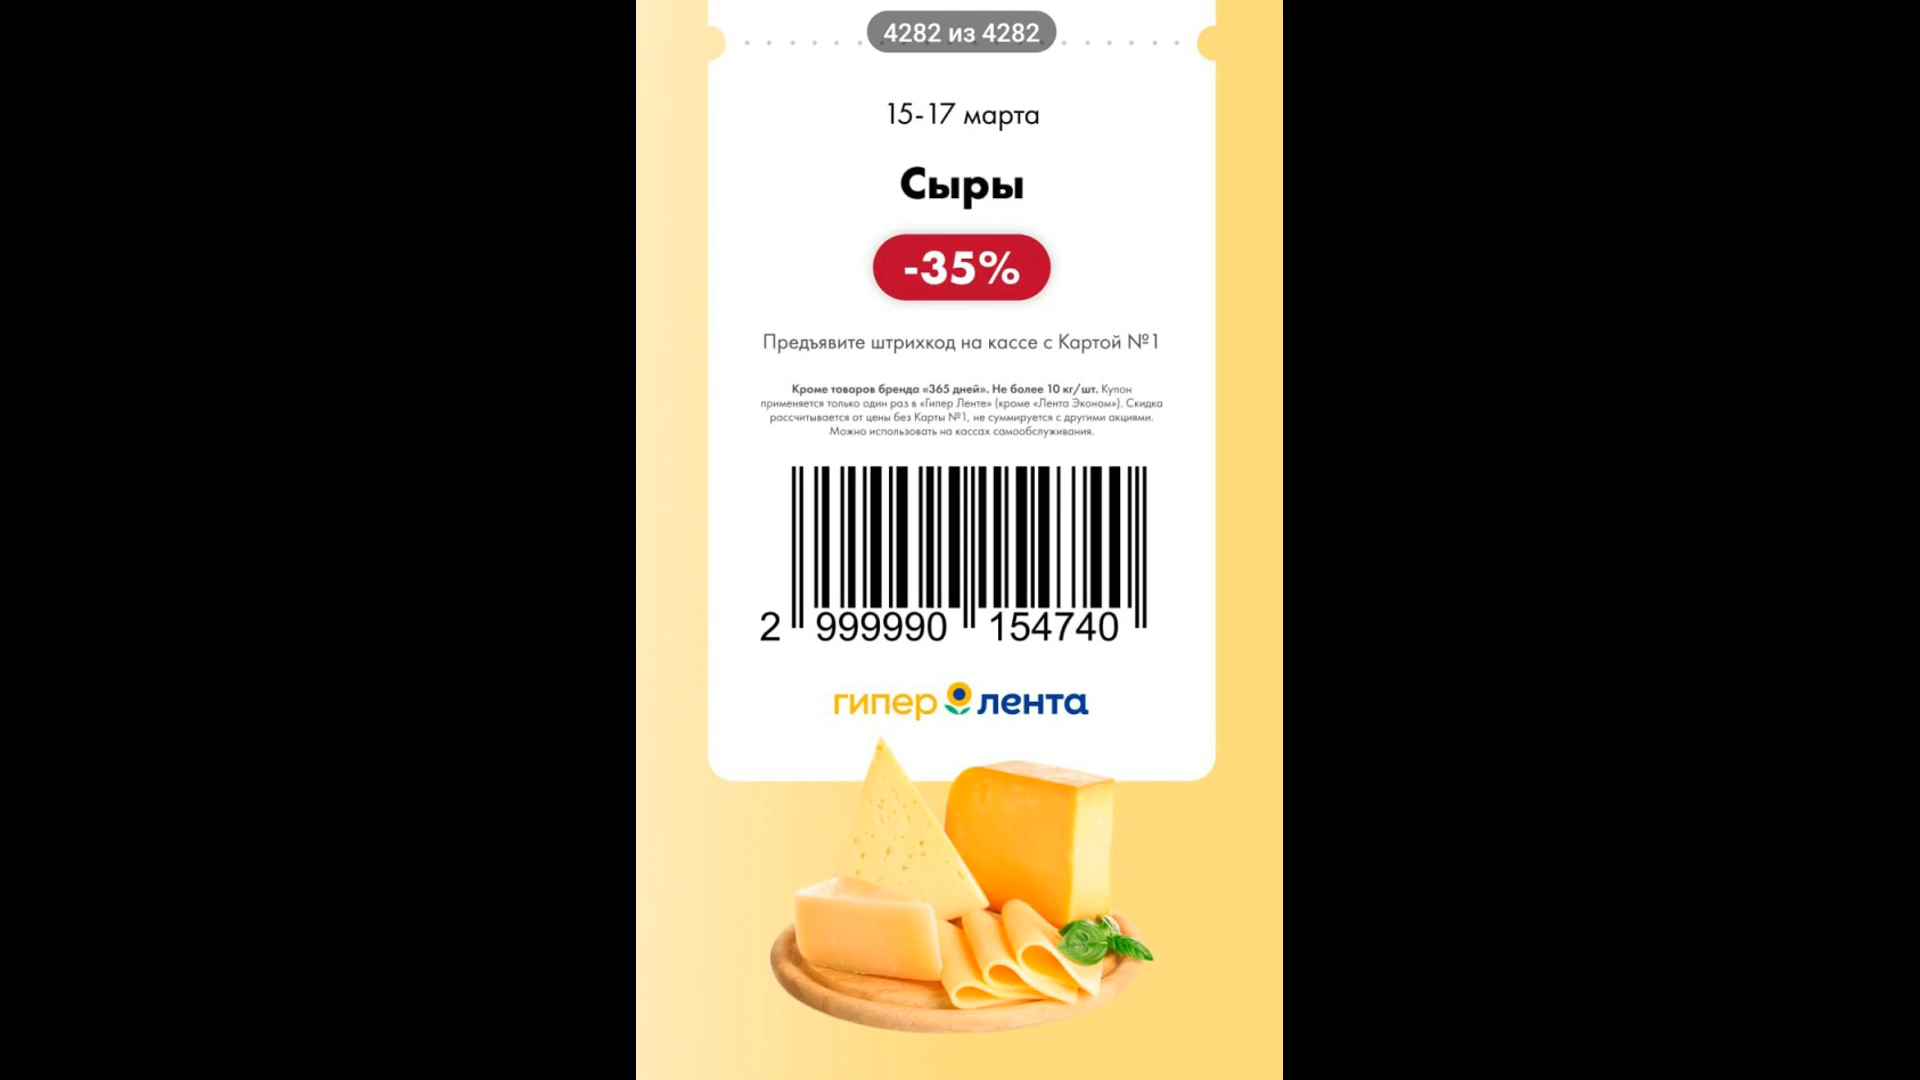 4282 из 4282
15-17 марта
Сыры
-35%
Предъявите штрихкод на кассе с Картой №1
Кроме товаров бренда «365 дней». Не более 10 кг/шт. Купон
применяется только один раз в «Гипер Ленте» (кроме «Лента Эконом»). Скидка
рассчитывается от цены без Карты №1, не суммируется с другими акциями.
Можно использовать на кассах самообслуживания.
2 999990 154740
гипер лента